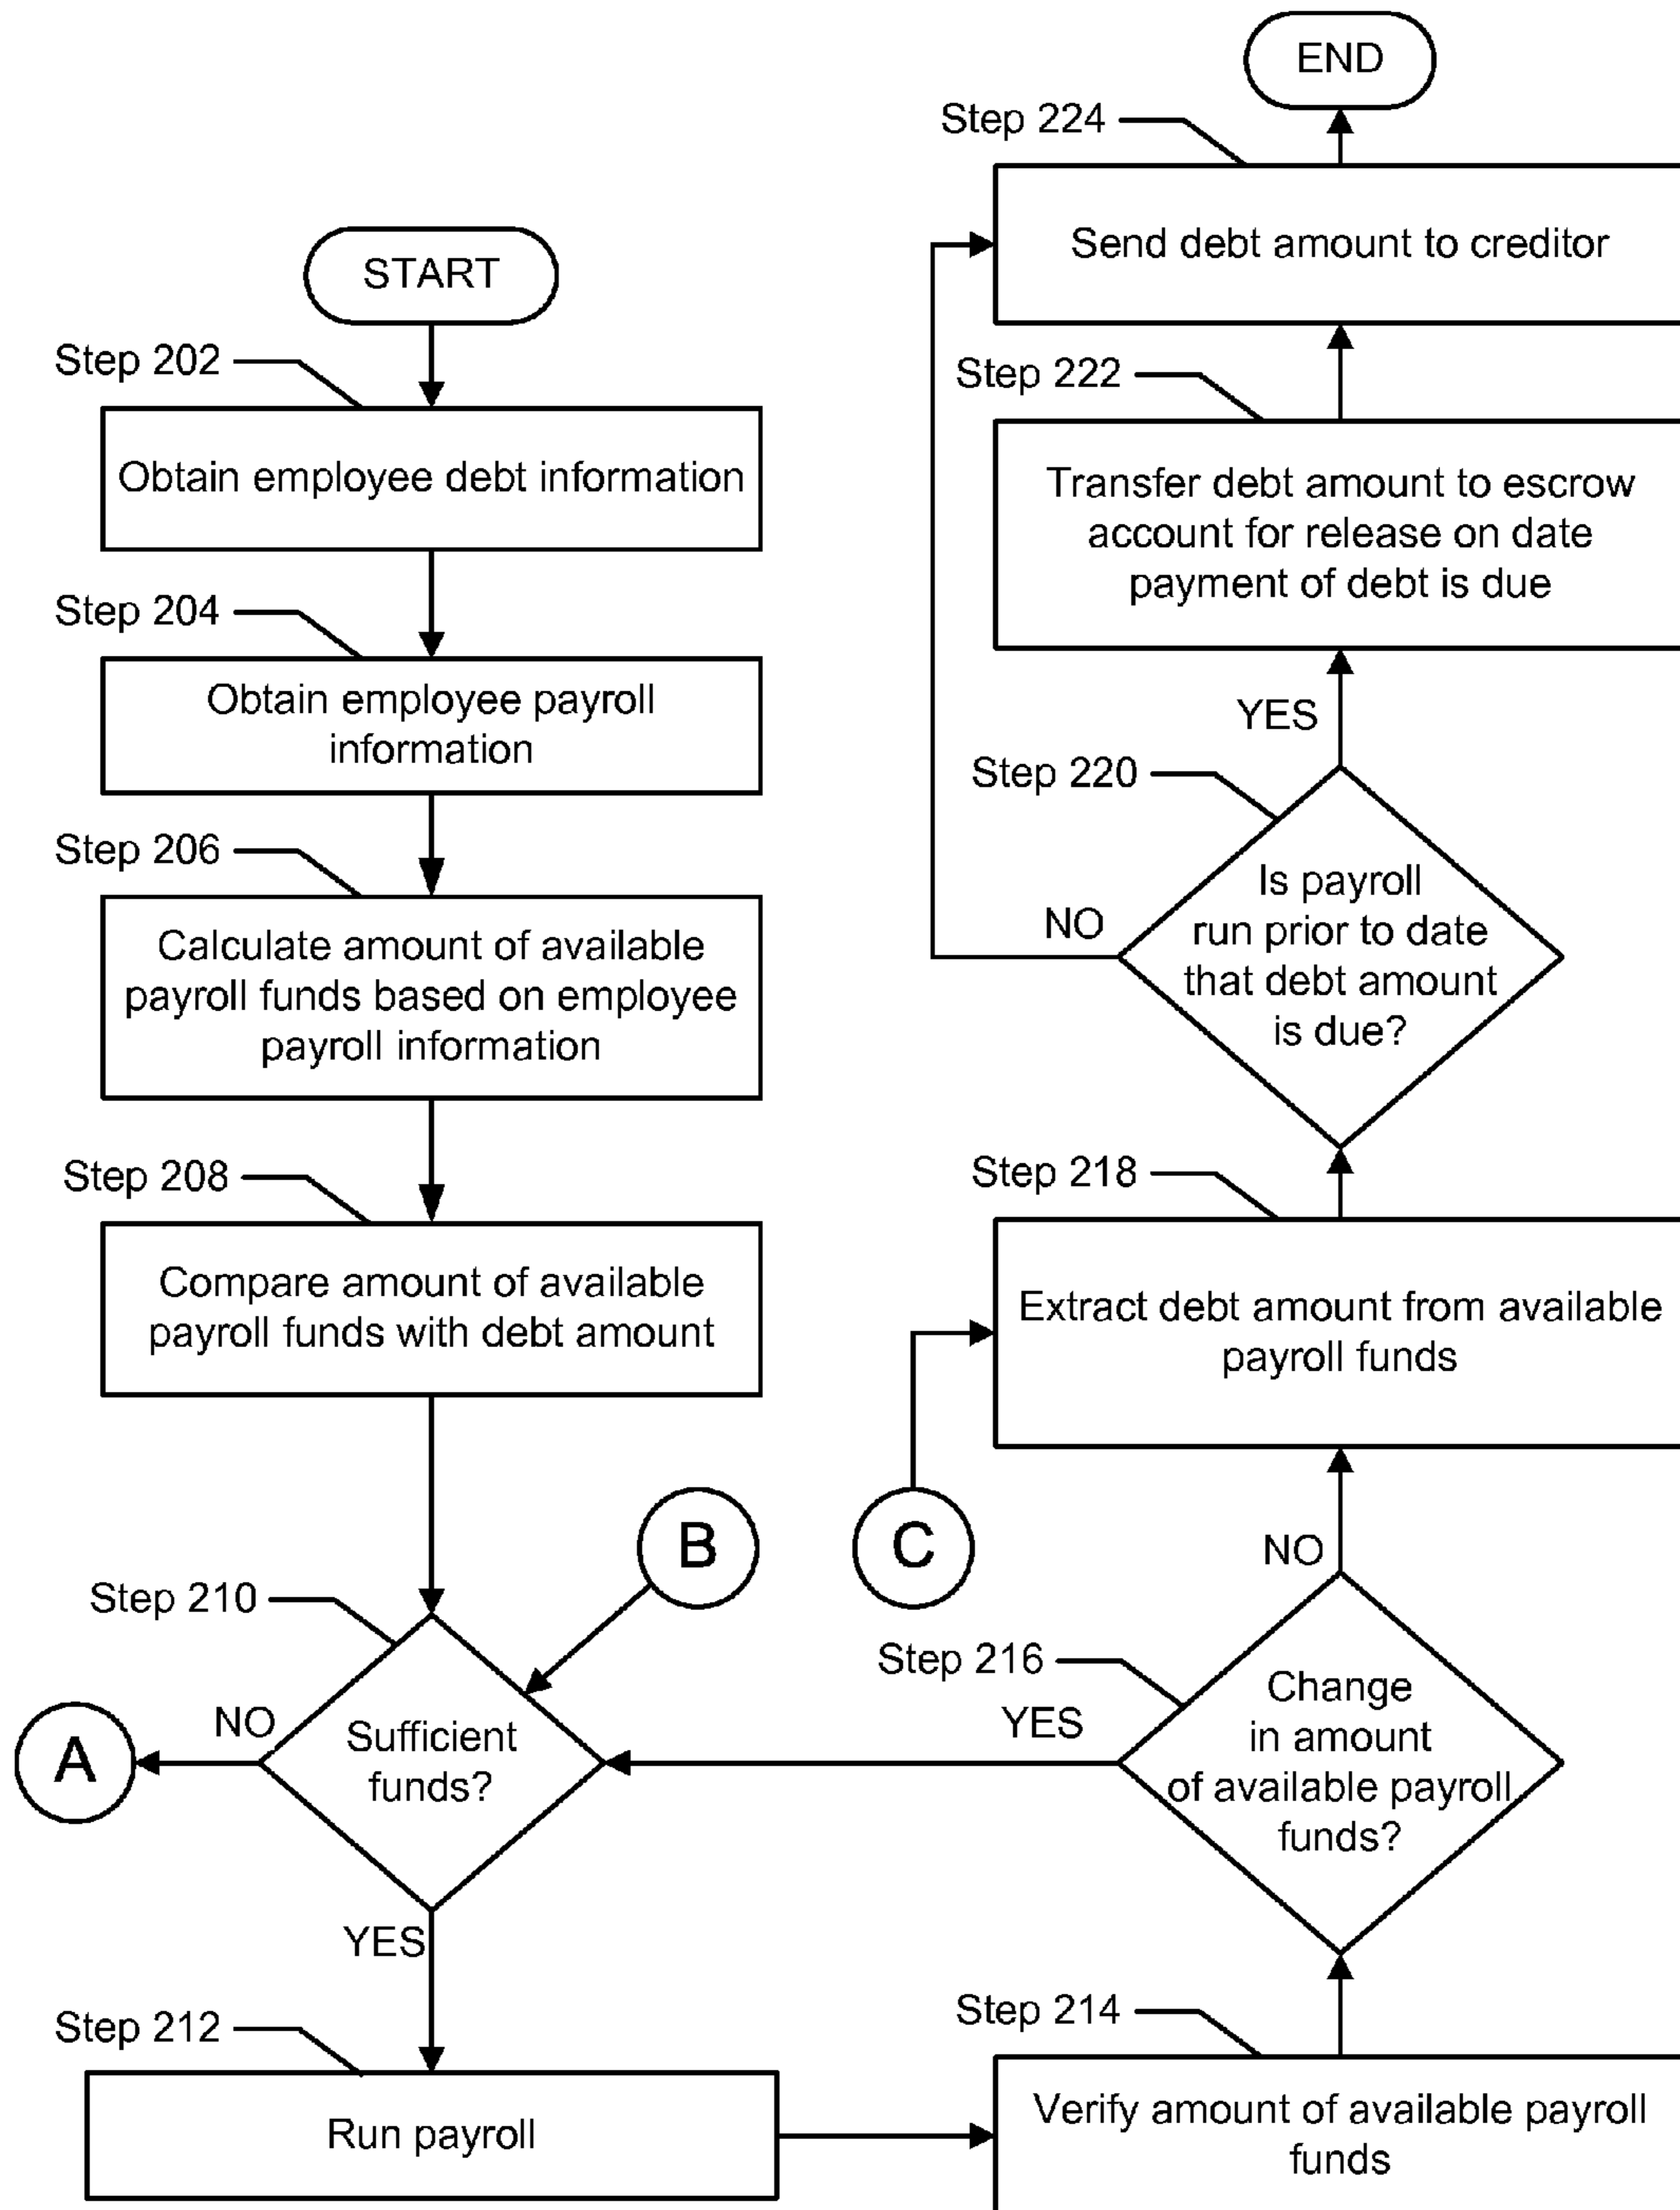 START
Step 202
Obtain employee debt information
Step 204
Obtain employee payroll
information
Step 206
Calculate amount of available
payroll funds based on employee
payroll information
Step 208
Compare amount of available
payroll funds with debt amount
B
Step 210
Sufficient
funds?
NO
A
YES
Step 212
Run payroll
Step 214
Verify amount of available payroll
funds
Step 216
Change
in amount
of available payroll
funds?
YES
NO
C
Step 218
Extract debt amount from available
payroll funds
Step 220
Is payroll
run prior to date
that debt amount
is due?
NO
YES
Step 222
Transfer debt amount to escrow
account for release on date
payment of debt is due
Step 224
Send debt amount to creditor
END